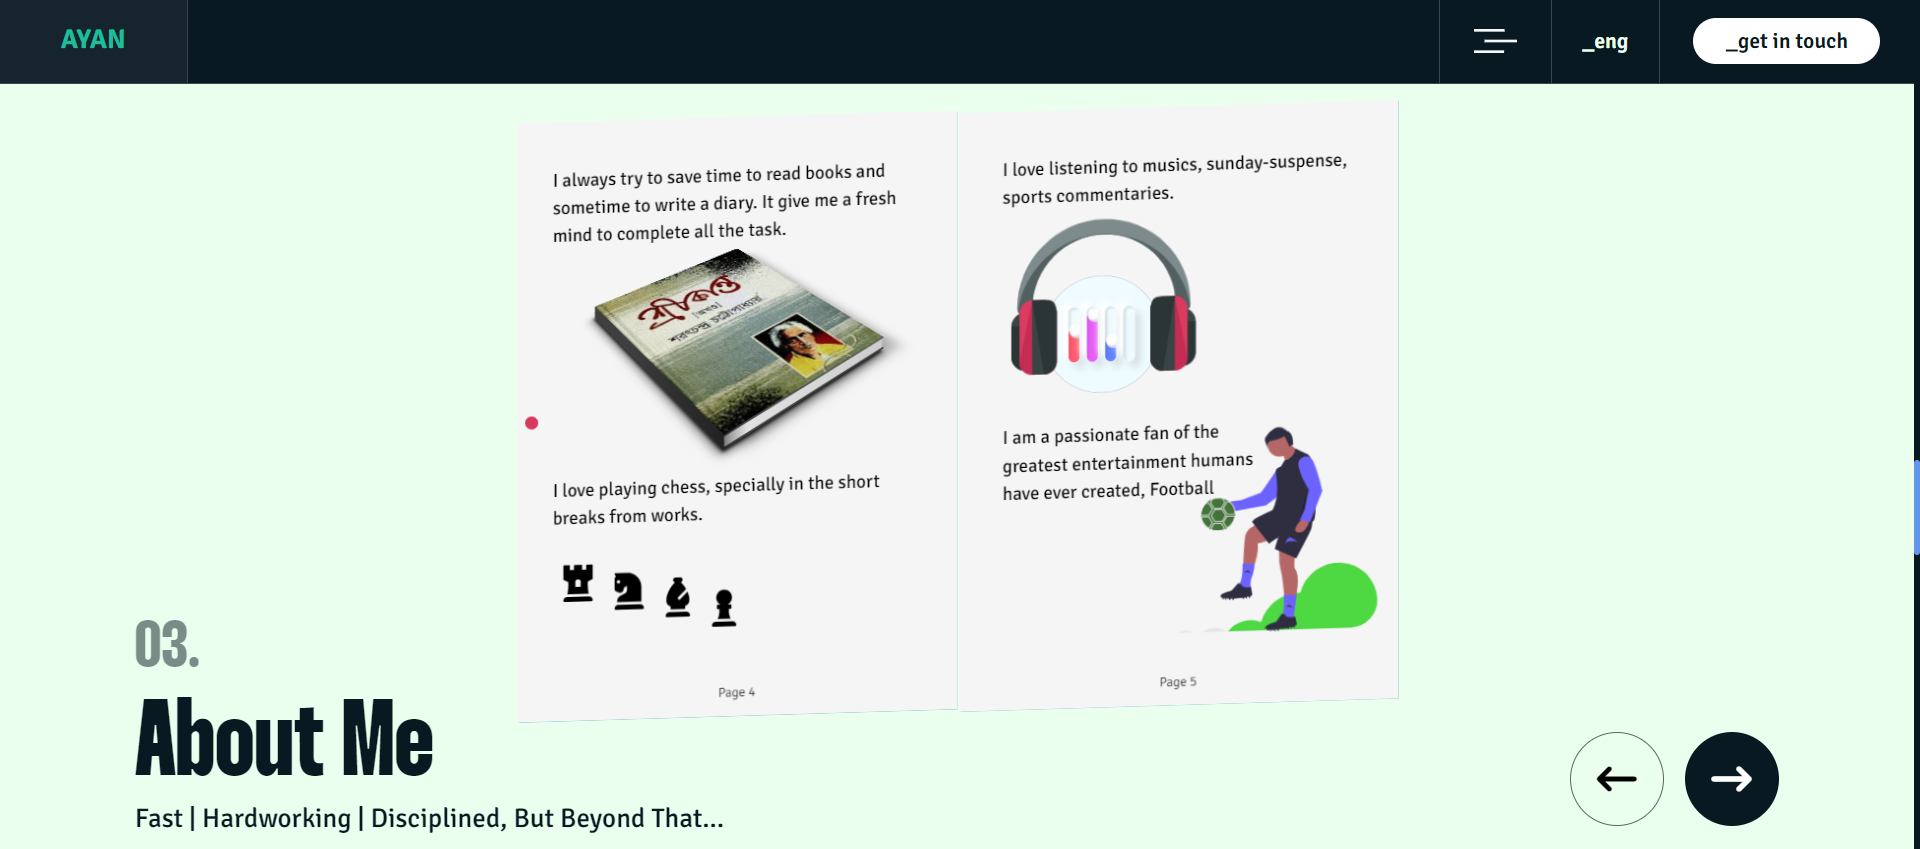 AYAN
_eng
_get in touch
I always try to save time to read books and
sometime to write a diary. It give me a fresh
mind to complete all the task.
শ্রীকান্ত
(অখণ্ড)
শরৎচন্দ্র চট্টোপাধ্যায়
I love playing chess, specially in the short
breaks from works.
Page 4
I love listening to musics, sunday-suspense,
sports commentaries.
I am a passionate fan of the
greatest entertainment humans
have ever created, Football
Page 5
03.
About Me
Fast | Hardworking | Disciplined, But Beyond That...